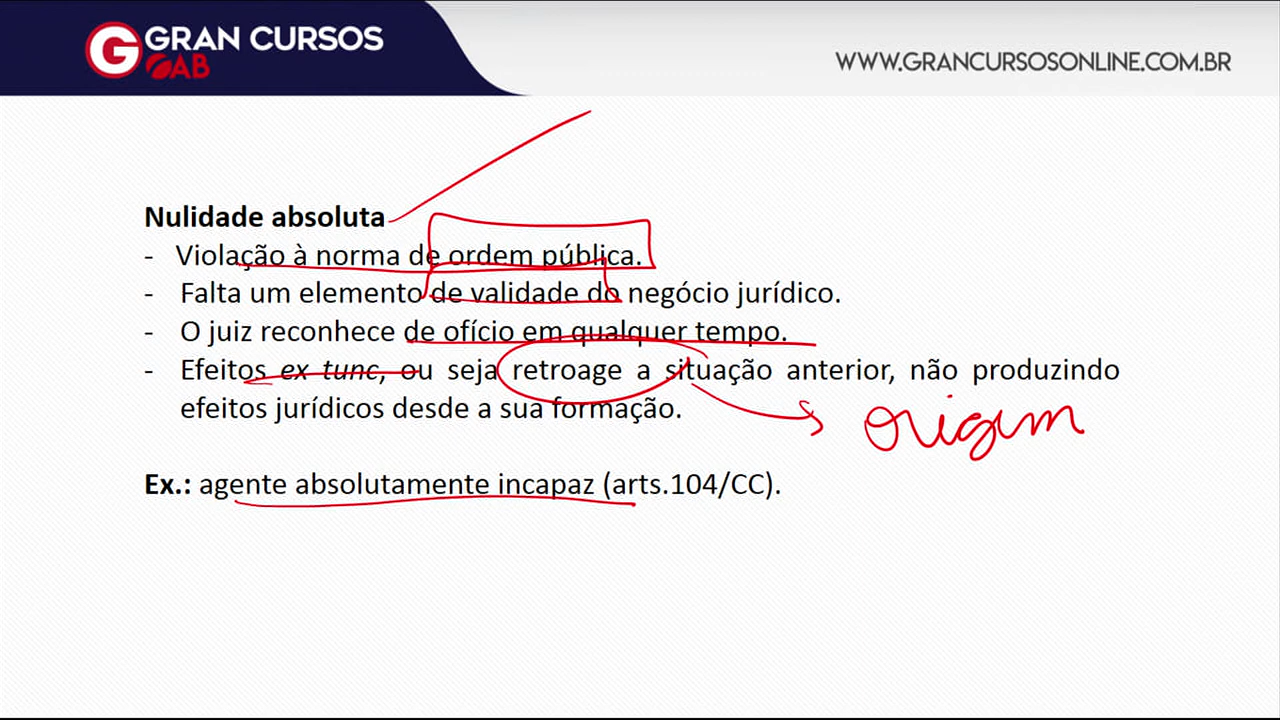 GRAN CURSOS
OAB
WWW.GRANCURSOSONLINE.COM.BR
Nulidade absoluta
- Violação à norma de ordem pública.
- Falta um elemento de validade do negócio jurídico.
- O juiz reconhece de ofício em qualquer tempo.
- Efeitos ex tunc, ou seja retroage a situação anterior, não produzindo
efeitos jurídicos desde a sua formação.
origem
Ex.: agente absolutamente incapaz (arts.104/CC).